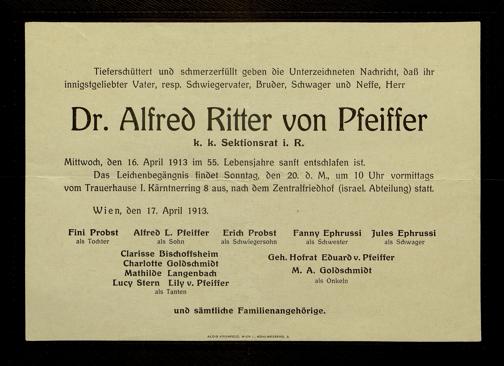 Tieferschüttert und schmerzerfüllt geben die Unterzeichneten Nachricht, daß ihr
innigstgeliebter Vater, resp. Schwiegervater, Bruder, Schwager und Neffe, Herr
Dr. Alfred Ritter von Pfeiffer
k. k. Sektionsrat i. R.
Mittwoch, den 16. April 1913 im 55. Lebensjahre sanft entschlafen ist.
Das Leichenbegängnis findet Sonntag, den 20. d. M., um 10 Uhr vormittags
vom Trauerhause I. Kärntnerring 8 aus, nach dem Zentralfriedhof (israel. Abteilung) statt.
Wien, den 17. April 1913.
Fini Probst Alfred L. Pfeiffer Erich Probst Fanny Ephrussi Jules Ephrussi
als Tochter als Sohn als Schwiegersohn als Schwester als Schwager
Clarisse Bischoffsheim
Charlotte Goldschmidt
Mathilde Langenbach
Lucy Stern Lily v. Pfeiffer
als Tanten
Geh. Hofrat Eduard v. Pfeiffer
M. A. Goldschmidt
als Onkeln
und sämtliche Familienangehörige.